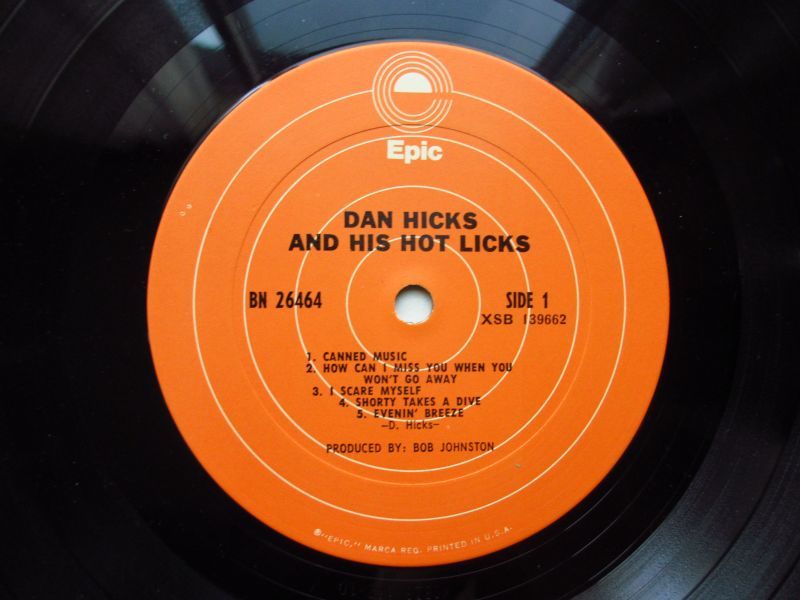 Epic
DAN HICKS
AND HIS HOT LICKS
BN 26464
SIDE 1
XSB 139662
1. CANNED MUSIC
2. HOW CAN I MISS YOU WHEN YOU
WON'T GO AWAY
3. I SCARE MYSELF
4. SHORTY TAKES A DIVE
5. EVENIN' BREEZE
-D. Hicks-
PRODUCED BY: BOB JOHNSTON
®"EPIC," MARCA REG. PRINTED IN U.S.A.